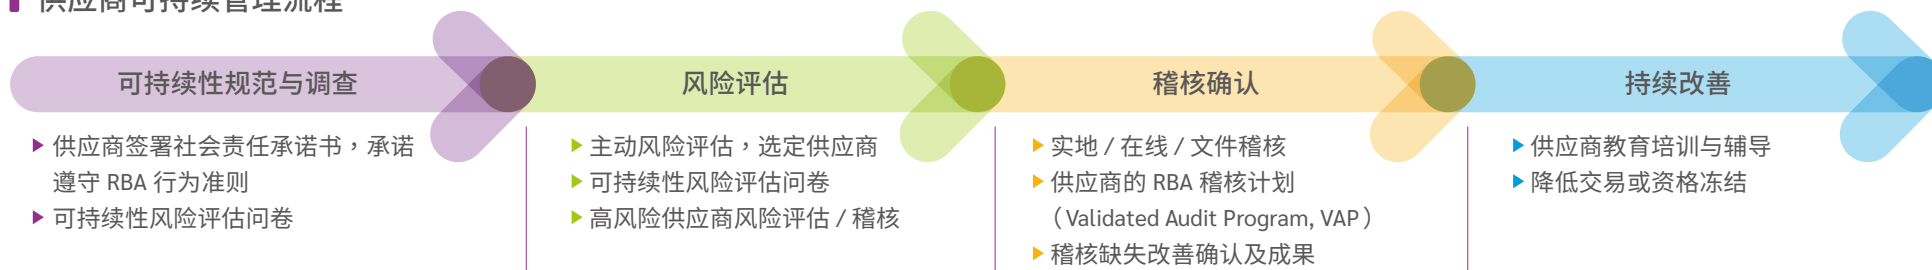 供应商可持续管理流程
可持续性规范与调查
供应商签署社会责任承诺书，承诺
遵守 RBA 行为准则
可持续性风险评估问卷
风险评估
主动风险评估，选定供应商
可持续性风险评估问卷
高风险供应商风险评估 / 稽核
稽核确认
实地 / 在线 / 文件稽核
供应商的 RBA 稽核计划
（Validated Audit Program, VAP）
稽核缺失改善确认及成果
持续改善
供应商教育培训与辅导
降低交易或资格冻结